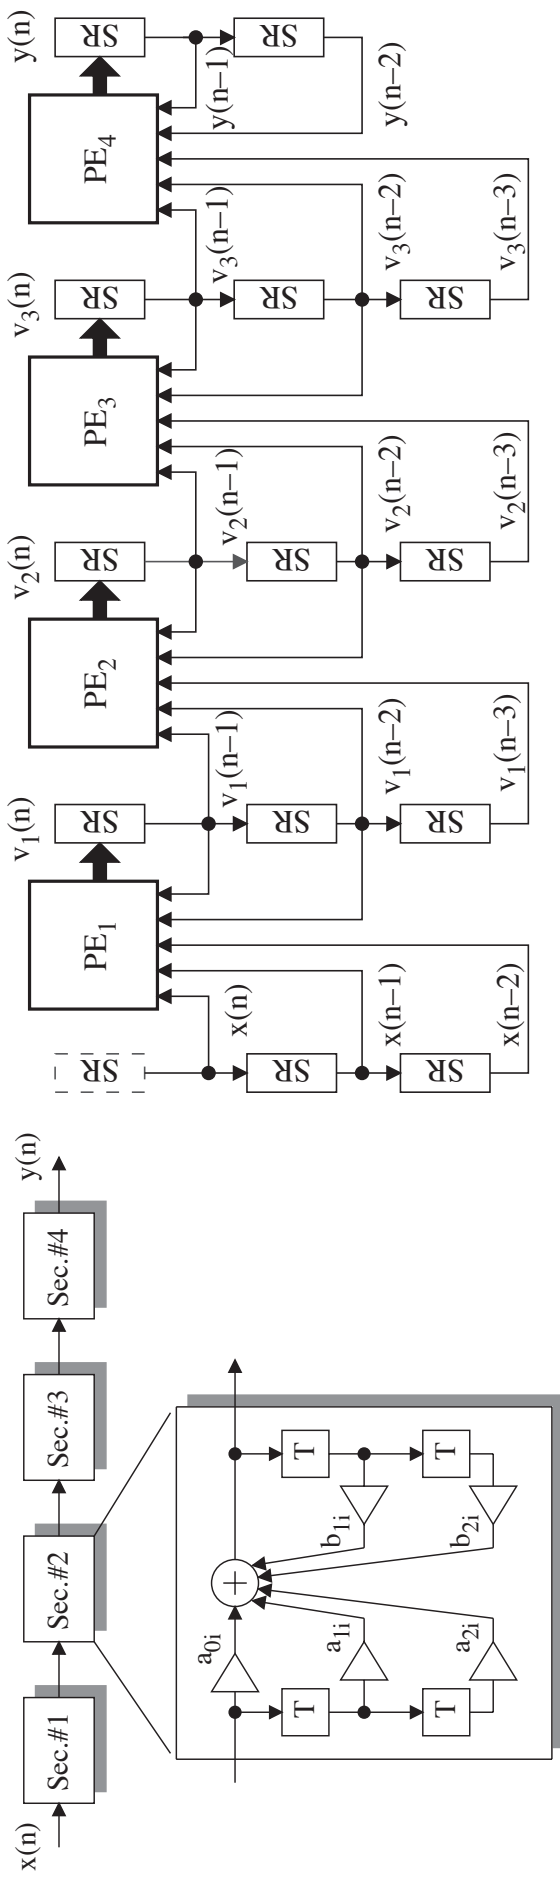 x(n)
Sec.#1
Sec.#2
Sec.#3
Sec.#4
y(n)
a0i
a1i
a2i
T
T
+
b1i
b2i
T
T
SR
SR
SR
x(n)
x(n–1)
x(n–2)
PE1
v1(n)
SR
SR
SR
v1(n–1)
v1(n–2)
v1(n–3)
PE2
v2(n)
SR
SR
SR
v2(n–1)
v2(n–2)
v2(n–3)
PE3
v3(n)
SR
SR
SR
v3(n–1)
v3(n–2)
v3(n–3)
PE4
y(n)
SR
SR
y(n–1)
y(n–2)